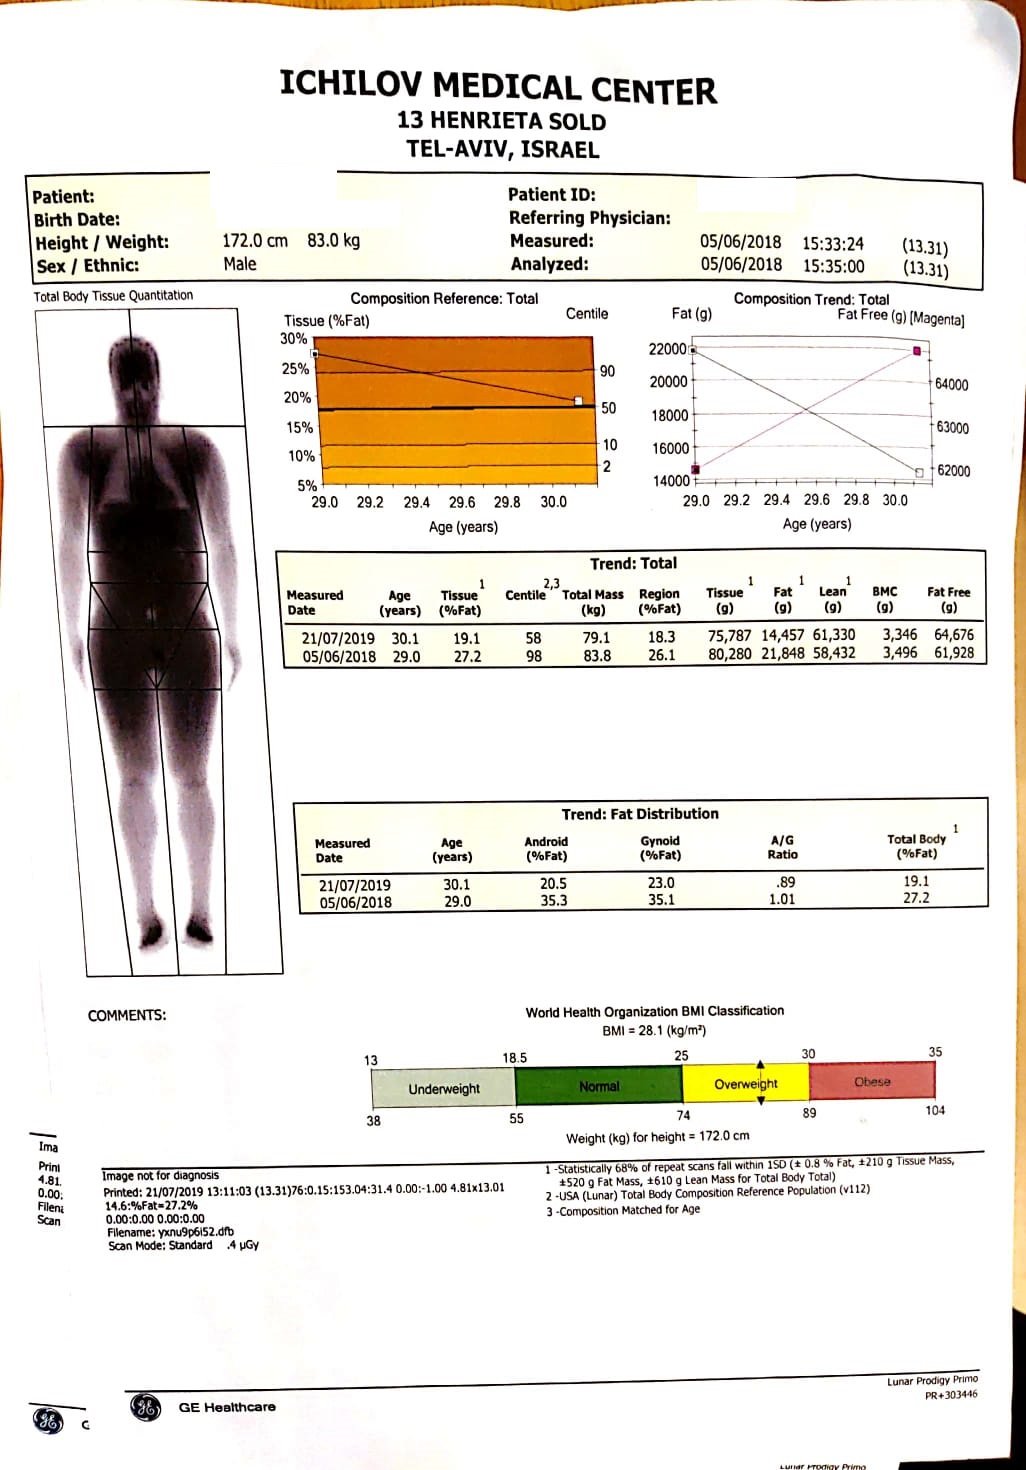 ICHILOV MEDICAL CENTER
13 HENRIETA SOLD
TEL-AVIV, ISRAEL
Patient:
Birth Date:
Height / Weight: 172.0 cm 83.0 kg
Sex / Ethnic: Male
Patient ID:
Referring Physician:
Measured: 05/06/2018 15:33:24 (13.31)
Analyzed: 05/06/2018 15:35:00 (13.31)
Total Body Tissue Quantitation
Composition Reference: Total
Tissue (%Fat) Centile
30%
25% 90
20% 50
15%
10% 10
5% 2
29.0 29.2 29.4 29.6 29.8 30.0
Age (years)
Composition Trend: Total
Fat (g) Fat Free (g) [Magenta]
22000
20000 64000
18000 63000
16000
14000 62000
29.0 29.2 29.4 29.6 29.8 30.0
Age (years)
Trend: Total
1 2,3 1 1 1
Measured Age Tissue Centile Total Mass Region Tissue Fat Lean BMC Fat Free
Date (years) (%Fat) (kg) (%Fat) (g) (g) (g) (g) (g)
21/07/2019 30.1 19.1 58 79.1 18.3 75,787 14,457 61,330 3,346 64,676
05/06/2018 29.0 27.2 98 83.8 26.1 80,280 21,848 58,432 3,496 61,928
Trend: Fat Distribution
1
Measured Age Android Gynoid A/G Total Body
Date (years) (%Fat) (%Fat) Ratio (%Fat)
21/07/2019 30.1 20.5 23.0 .89 19.1
05/06/2018 29.0 35.3 35.1 1.01 27.2
COMMENTS:
World Health Organization BMI Classification
BMI = 28.1 (kg/m²)
13 18.5 25 30 35
Underweight Normal Overweight Obese
38 55 74 89 104
Weight (kg) for height = 172.0 cm
Image not for diagnosis
Printed: 21/07/2019 13:11:03 (13.31)76:0.15:153.04:31.4 0.00:-1.00 4.81x13.01
14.6:%Fat=27.2%
0.00:0.00 0.00:0.00
Filename: yxnu9p6i52.dfb
Scan Mode: Standard .4 µGy
1 -Statistically 68% of repeat scans fall within 1SD (± 0.8 % Fat, ±210 g Tissue Mass,
±520 g Fat Mass, ±610 g Lean Mass for Total Body Total)
2 -USA (Lunar) Total Body Composition Reference Population (v112)
3 -Composition Matched for Age
Ima
Prin
4.81
0.00:
Filena
Scan
GE GE Healthcare
Lunar Prodigy Primo
PR+303446
GE G
Lunar Prodigy Primo